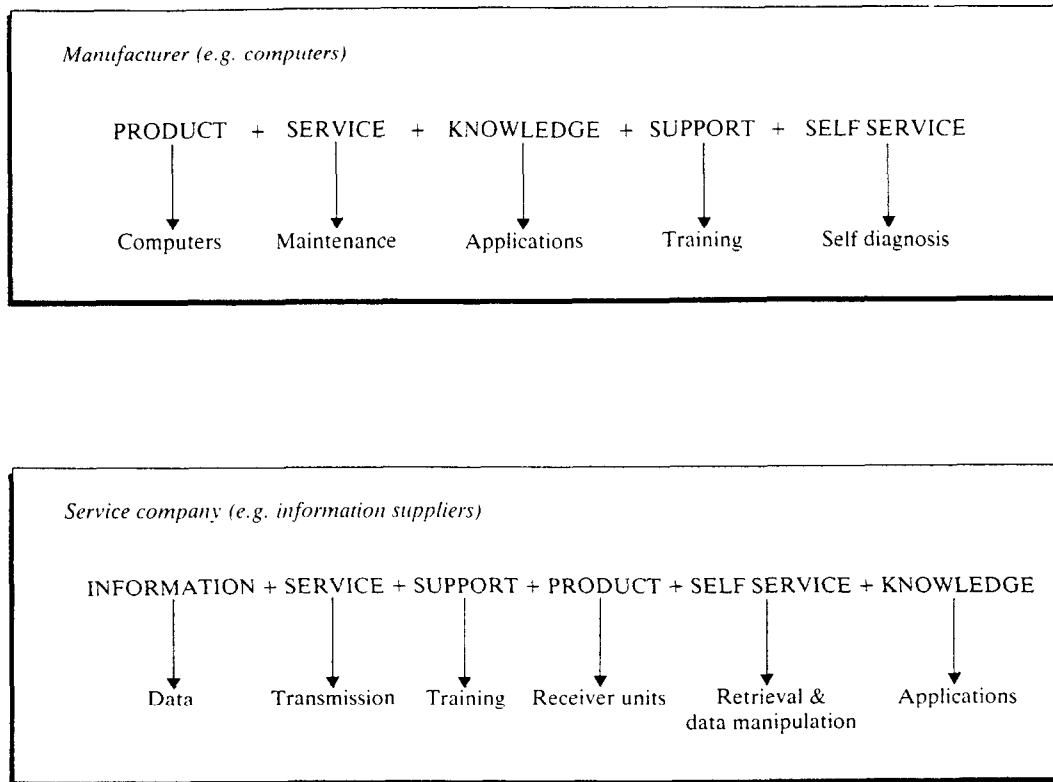 Manufacturer (e.g. computers)
PRODUCT + SERVICE + KNOWLEDGE + SUPPORT + SELF SERVICE
Computers Maintenance Applications Training Self diagnosis
Service company (e.g. information suppliers)
INFORMATION + SERVICE + SUPPORT + PRODUCT + SELF SERVICE + KNOWLEDGE
Data Transmission Training Receiver units Retrieval & Applications
data manipulation